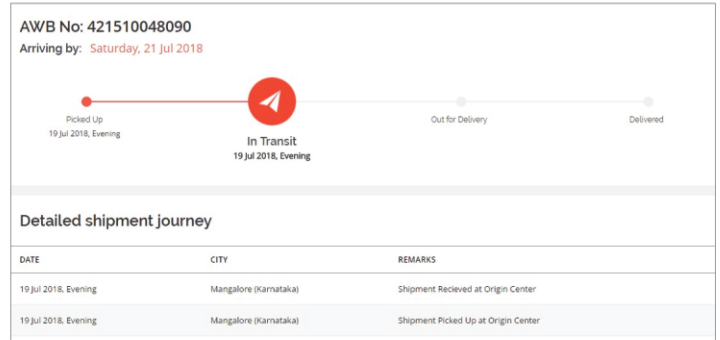 AWB No: 421510048090
Arriving by: Saturday, 21 Jul 2018
Picked Up
19 Jul 2018, Evening
In Transit
19 Jul 2018, Evening
Out for Delivery
Delivered
Detailed shipment journey
DATE CITY REMARKS
19 Jul 2018, Evening Mangalore (Karnataka) Shipment Recieved at Origin Center
19 Jul 2018, Evening Mangalore (Karnataka) Shipment Picked Up at Origin Center